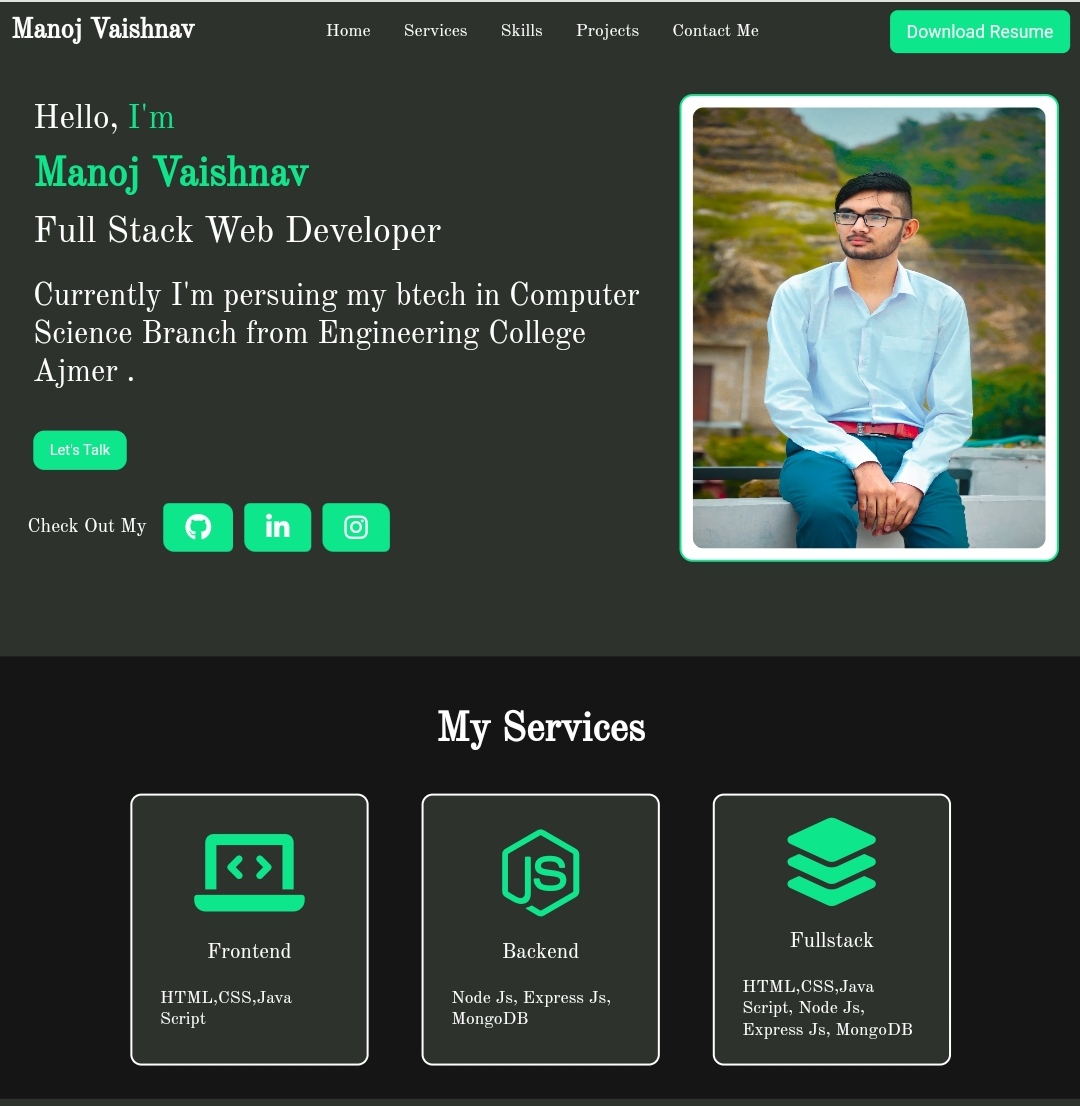 Manoj Vaishnav
Home Services Skills Projects Contact Me
Download Resume
Hello, I'm
Manoj Vaishnav
Full Stack Web Developer
Currently I'm persuing my btech in Computer
Science Branch from Engineering College
Ajmer .
Let's Talk
Check Out My
in
My Services
JS
Frontend
HTML,CSS,Java
Script
Backend
Node Js, Express Js,
MongoDB
Fullstack
HTML,CSS,Java
Script, Node Js,
Express Js, MongoDB